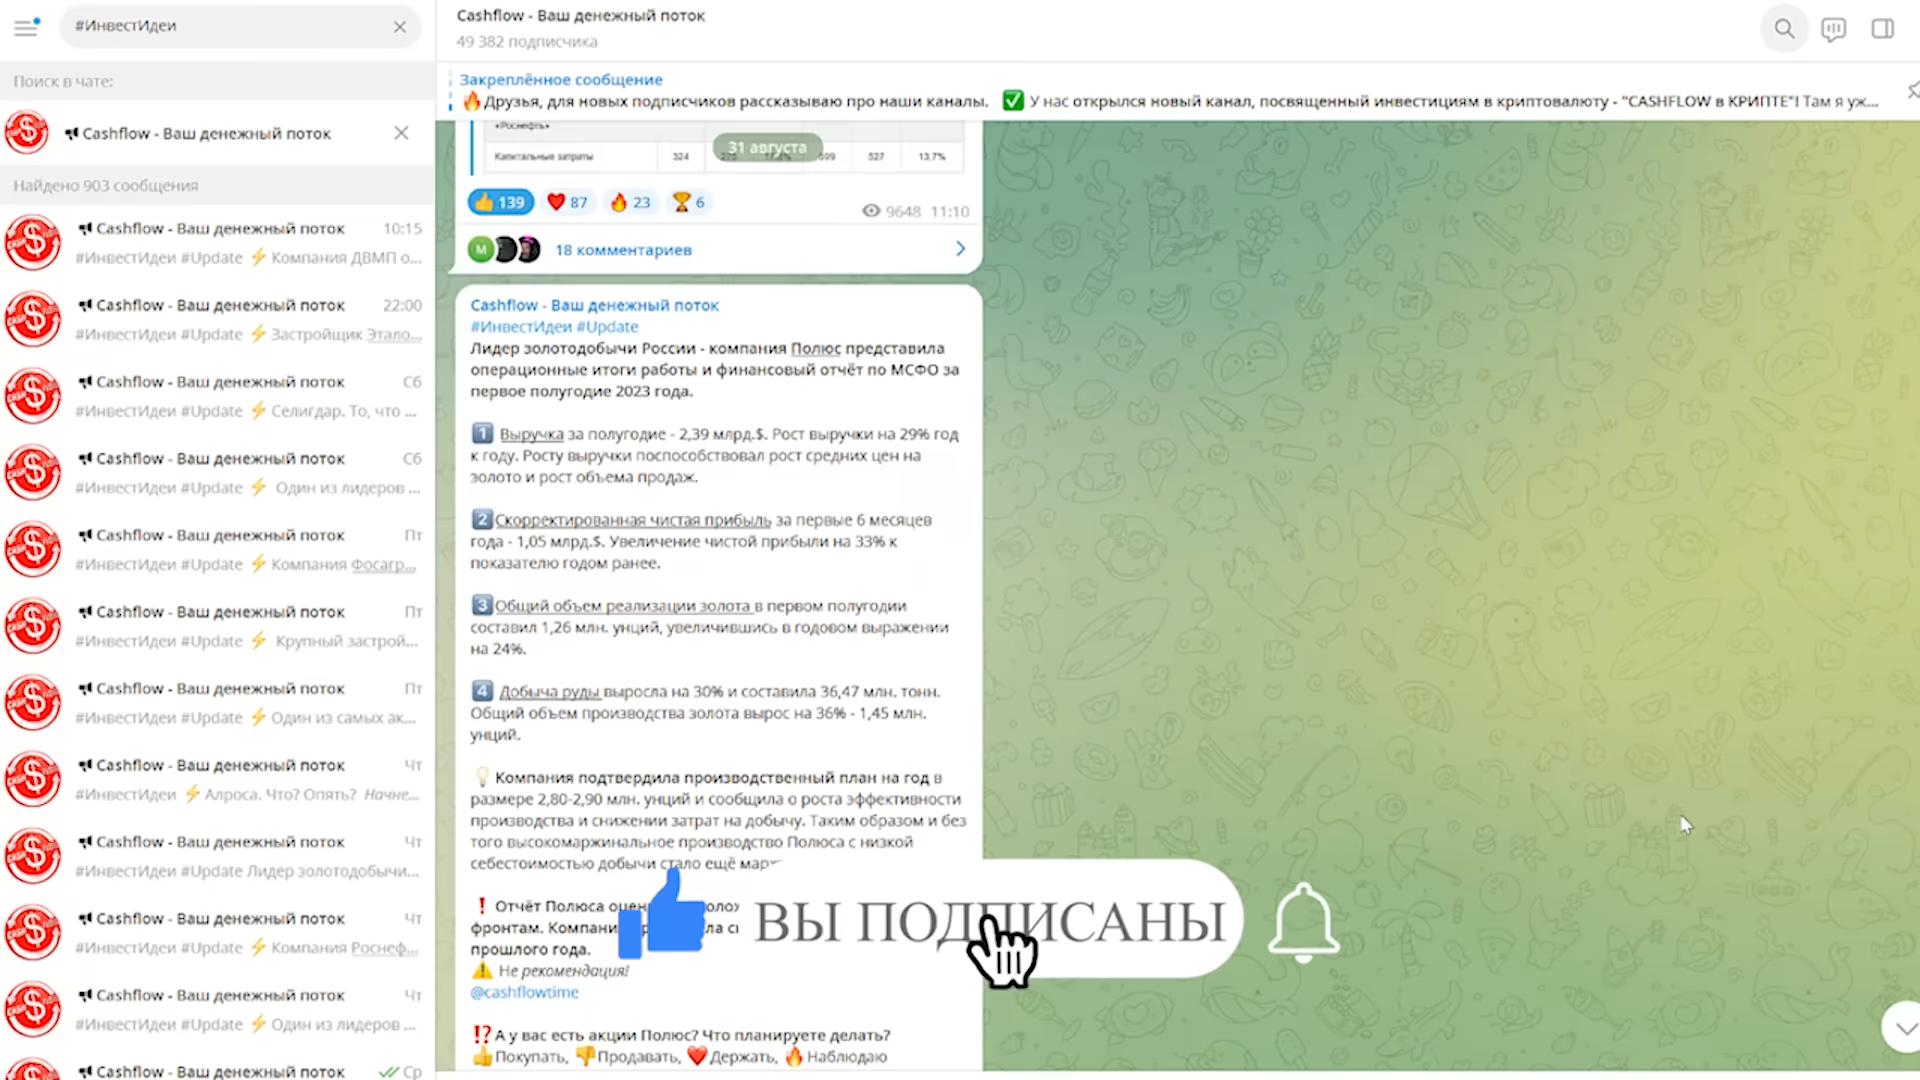 #ИнвестИдеи
Поиск в чате:
Cashflow - Ваш денежный поток
Найдено 903 сообщения
Cashflow - Ваш денежный поток 10:15
#ИнвестИдеи #Update ⚡ Компания ДВМП о...
Cashflow - Ваш денежный поток 22:00
#ИнвестИдеи #Update ⚡ Застройщик Этало...
Cashflow - Ваш денежный поток Сб
#ИнвестИдеи #Update ⚡ Селигдар. То, что ...
Cashflow - Ваш денежный поток Сб
#ИнвестИдеи #Update ⚡ Один из лидеров ...
Cashflow - Ваш денежный поток Пт
#ИнвестИдеи #Update ⚡ Компания Фосагр...
Cashflow - Ваш денежный поток Пт
#ИнвестИдеи #Update ⚡ Крупный застрой...
Cashflow - Ваш денежный поток Пт
#ИнвестИдеи #Update ⚡ Один из самых ак...
Cashflow - Ваш денежный поток Чт
#ИнвестИдеи ⚡ Алроса. Что? Опять? Начне...
Cashflow - Ваш денежный поток Чт
#ИнвестИдеи #Update Лидер золотодобычи...
Cashflow - Ваш денежный поток Чт
#ИнвестИдеи #Update ⚡ Компания Роснеф...
Cashflow - Ваш денежный поток Чт
#ИнвестИдеи #Update ⚡ Один из лидеров ...
Cashflow - Ваш денежный поток Ср
Cashflow - Ваш денежный поток
49 382 подписчика
Закреплённое сообщение
🔥Друзья, для новых подписчиков рассказываю про наши каналы. ✅ У нас открылся новый канал, посвященный инвестициям в криптовалюту - "CASHFLOW в КРИПТЕ"! Там я уж...
«Роснефть»
31 августа
Капитальные затраты 324 527 13.7%
👍 139 ❤️ 87 🔥 23 🏆 6
9648 11:10
M
18 комментариев
Cashflow - Ваш денежный поток
#ИнвестИдеи #Update
Лидер золотодобычи России - компания Полюс представила
операционные итоги работы и финансовый отчёт по МСФО за
первое полугодие 2023 года.
1️⃣ Выручка за полугодие - 2,39 млрд.$. Рост выручки на 29% год
к году. Росту выручки поспособствовал рост средних цен на
золото и рост объема продаж.
2️⃣Скорректированная чистая прибыль за первые 6 месяцев
года - 1,05 млрд.$. Увеличение чистой прибыли на 33% к
показателю годом ранее.
3️⃣Общий объем реализации золота в первом полугодии
составил 1,26 млн. унций, увеличившись в годовом выражении
на 24%.
4️⃣ Добыча руды выросла на 30% и составила 36,47 млн. тонн.
Общий объем производства золота вырос на 36% - 1,45 млн.
унций.
💡Компания подтвердила производственный план на год в
размере 2,80-2,90 млн. унций и сообщила о роста эффективности
производства и снижении затрат на добычу. Таким образом и без
того высокомаржинальное производство Полюса с низкой
себестоимостью добычи стало ещё
❗ Отчёт Полюса
фронтам.
прошлого года.
⚠️ Не рекомендация!
@cashflowtime
⁉️А у вас есть акции Полюс? Что планируете делать?
👍Покупать, 👎Продавать, ❤️Держать, 🔥Наблюдаю
ВЫ ПОДПИСАНЫ